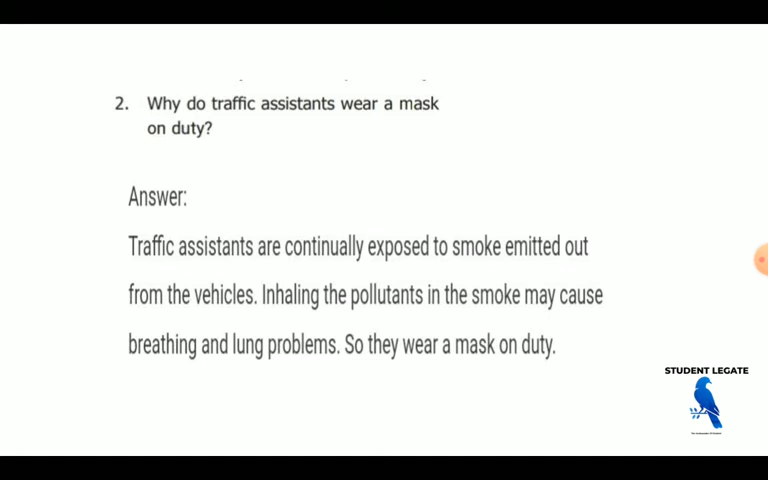 2. Why do traffic assistants wear a mask
on duty?
Answer:
Traffic assistants are continually exposed to smoke emitted out
from the vehicles. Inhaling the pollutants in the smoke may cause
breathing and lung problems. So they wear a mask on duty.
STUDENT LEGATE